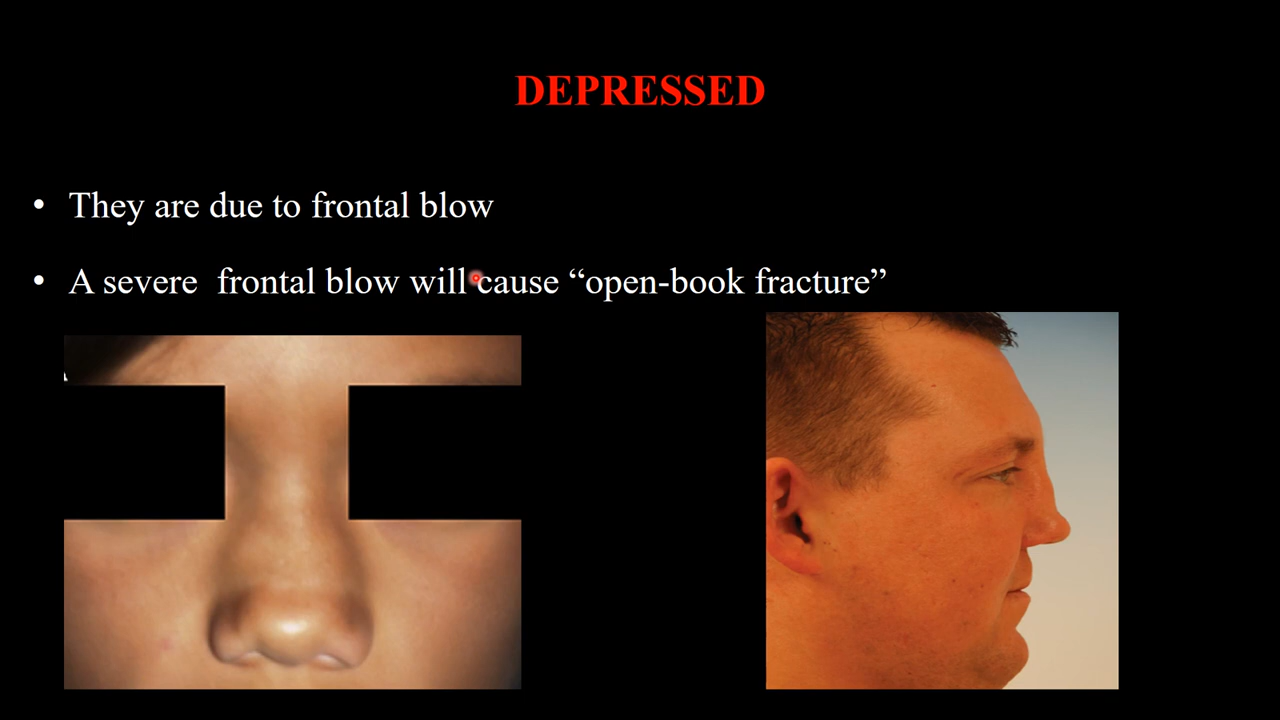 DEPRESSED
• They are due to frontal blow
• A severe  frontal blow will cause “open-book fracture”